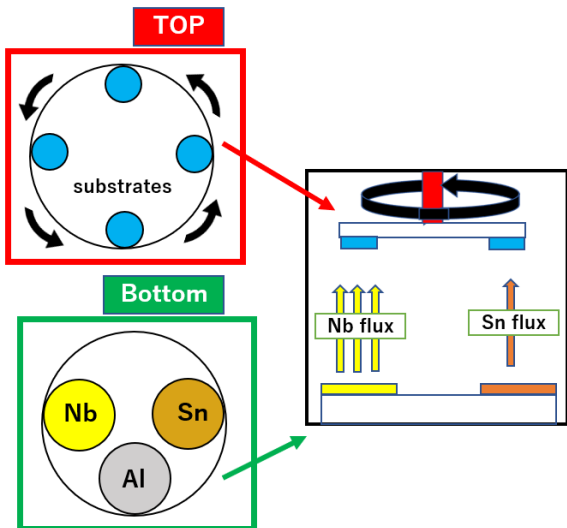 TOP
substrates
Bottom
Nb
Sn
Al
Nb flux
Sn flux